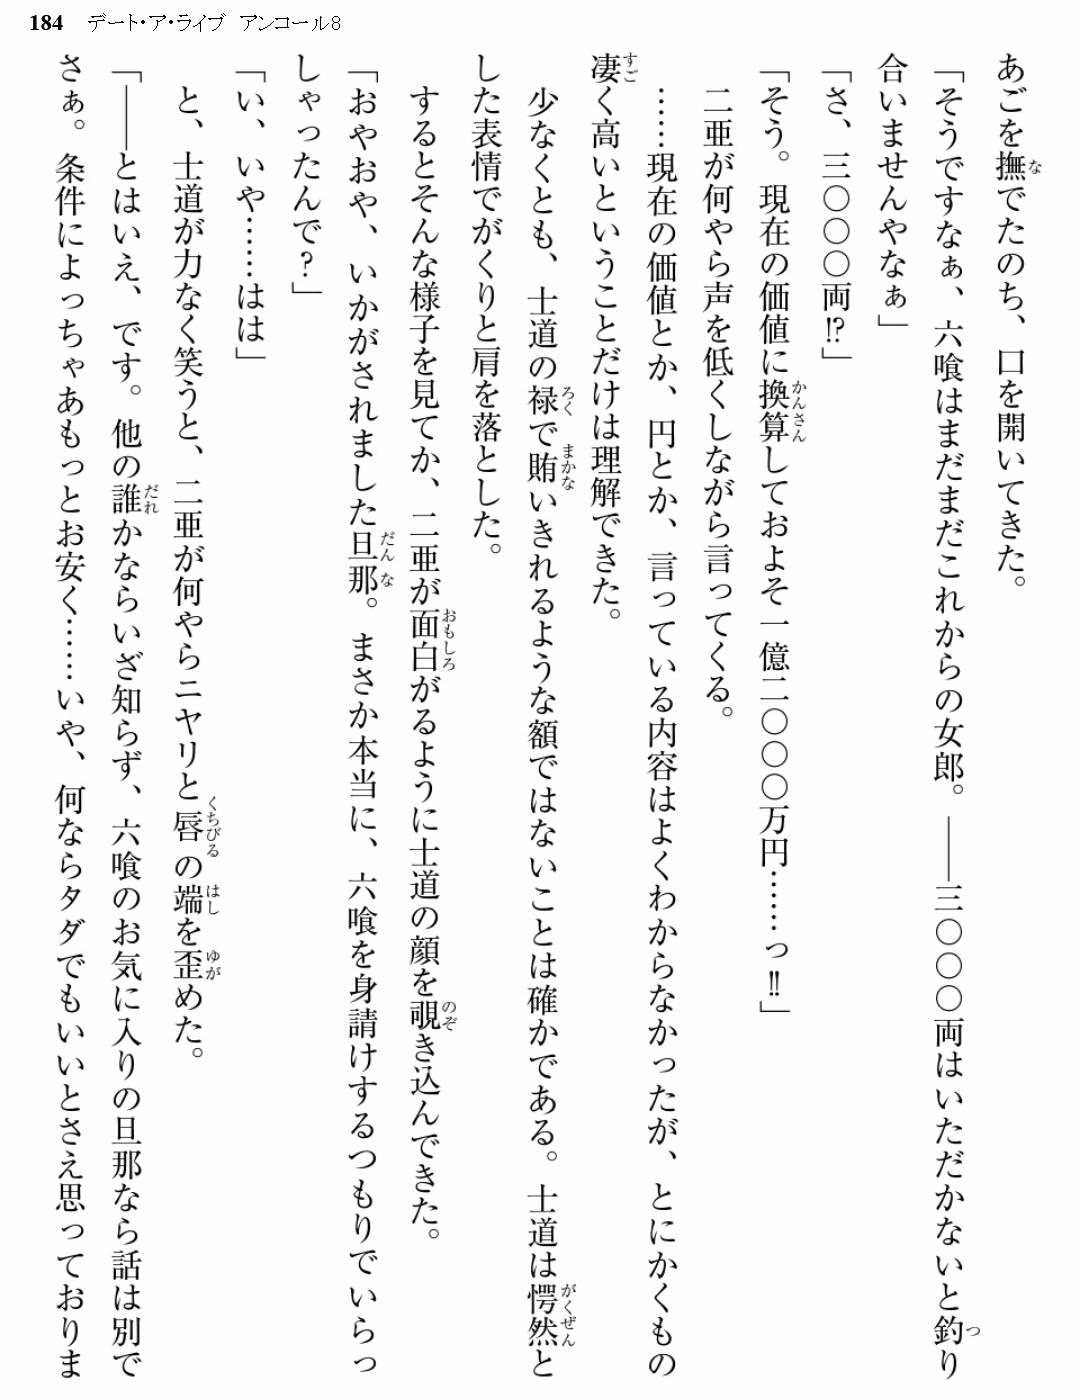 184 デート・ア・ライブ アンコール8
あごを撫でたのち、口を開いてきた。
「そうですなぁ、六喰はまだまだこれからの女郎。――三〇〇〇両はいただかないと釣り
合いませんやなぁ」
「さ、三〇〇〇両⁉」
「そう。現在の価値に換算しておよそ一億二〇〇〇万円……っ‼」
二亜が何やら声を低くしながら言ってくる。
……現在の価値とか、円とか、言っている内容はよくわからなかったが、とにかくもの
凄く高いということだけは理解できた。
少なくとも、士道の禄で賄いきれるような額ではないことは確かである。士道は愕然と
した表情でがくりと肩を落とした。
するとそんな様子を見てか、二亜が面白がるように士道の顔を覗き込んできた。
「おやおや、いかがされました旦那。まさか本当に、六喰を身請けするつもりでいらっ
しゃったんで?」
「い、いや……はは」
と、士道が力なく笑うと、二亜が何やらニヤリと唇の端を歪めた。
「――とはいえ、です。他の誰かならいざ知らず、六喰のお気に入りの旦那なら話は別で
さぁ。条件によっちゃあもっとお安く……いや、何ならタダでもいいとさえ思っておりま